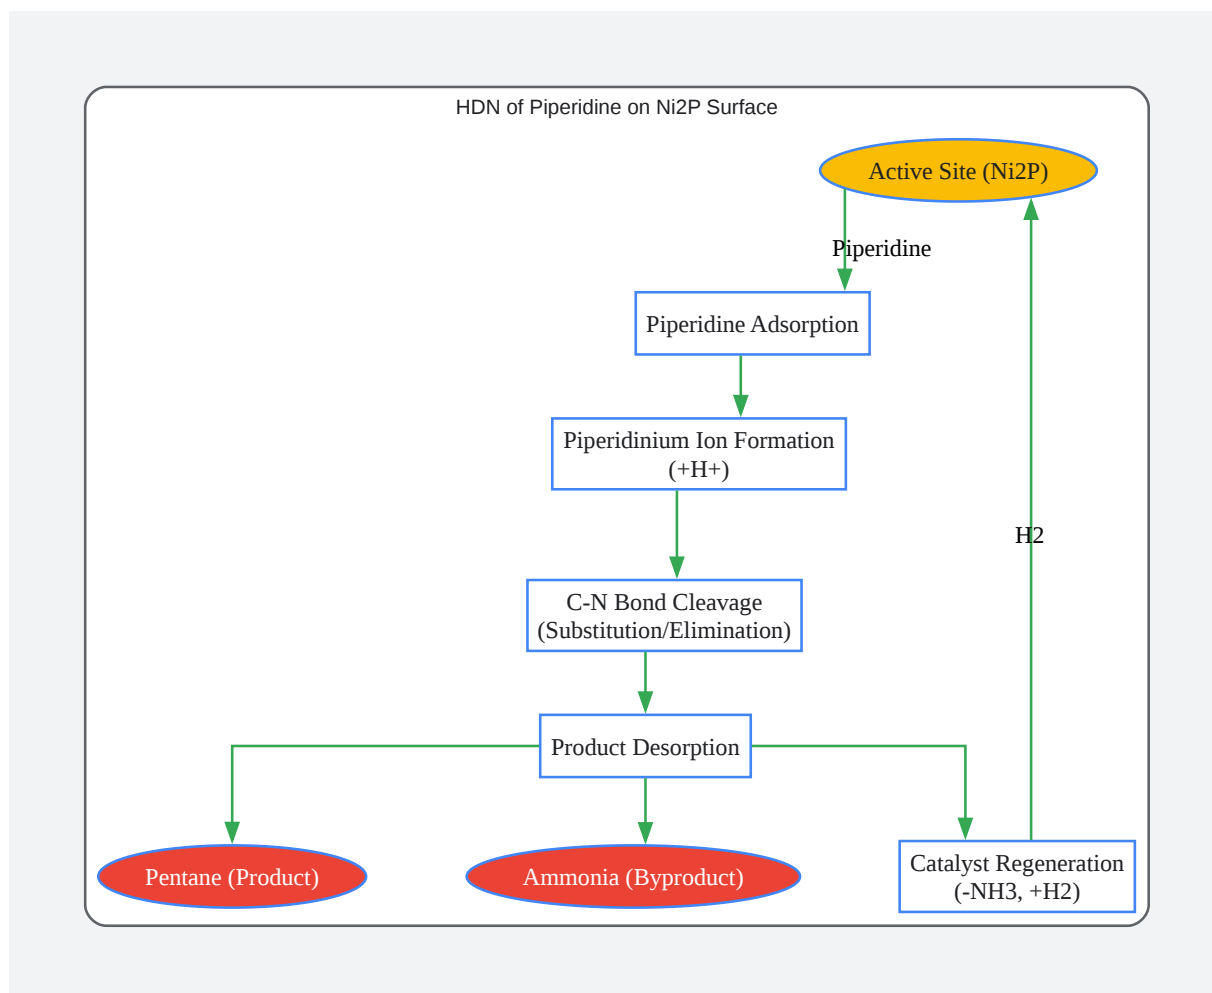 HDN of Piperidine on Ni2P Surface
Active Site (Ni2P)
Piperidine
Piperidine Adsorption
Piperidinium Ion Formation
(+H+)
H2
C-N Bond Cleavage
(Substitution/Elimination)
Product Desorption
Pentane (Product)
Ammonia (Byproduct)
Catalyst Regeneration
(-NH3, +H2)